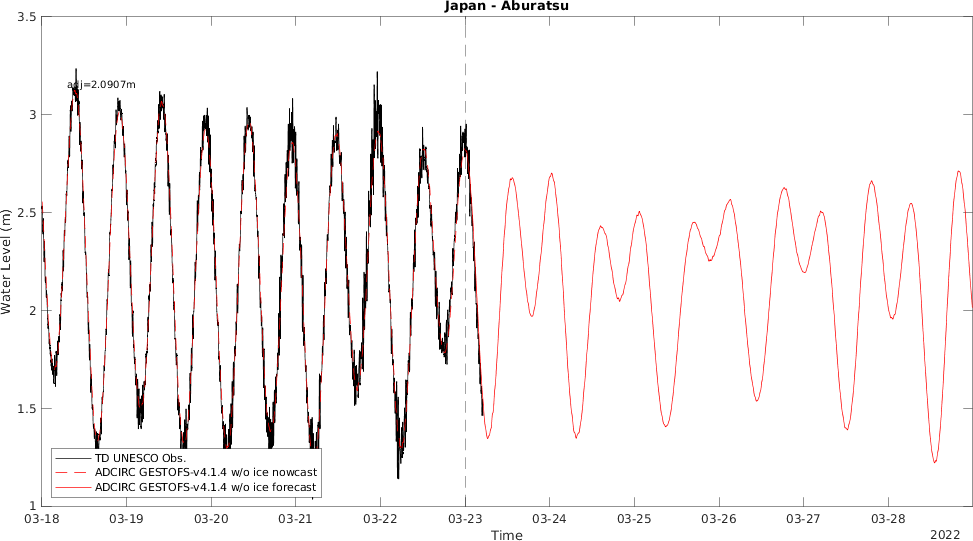 Japan - Aburatsu
3.5
adj=2.0907m
3
2.5
Water Level (m)
2
1.5
TD UNESCO Obs.
ADCIRC GESTOFS-v4.1.4 w/o ice nowcast
ADCIRC GESTOFS-v4.1.4 w/o ice forecast
1
03-18 03-19 03-20 03-21 03-22 03-23 03-24 03-25 03-26 03-27 03-28
Time
2022